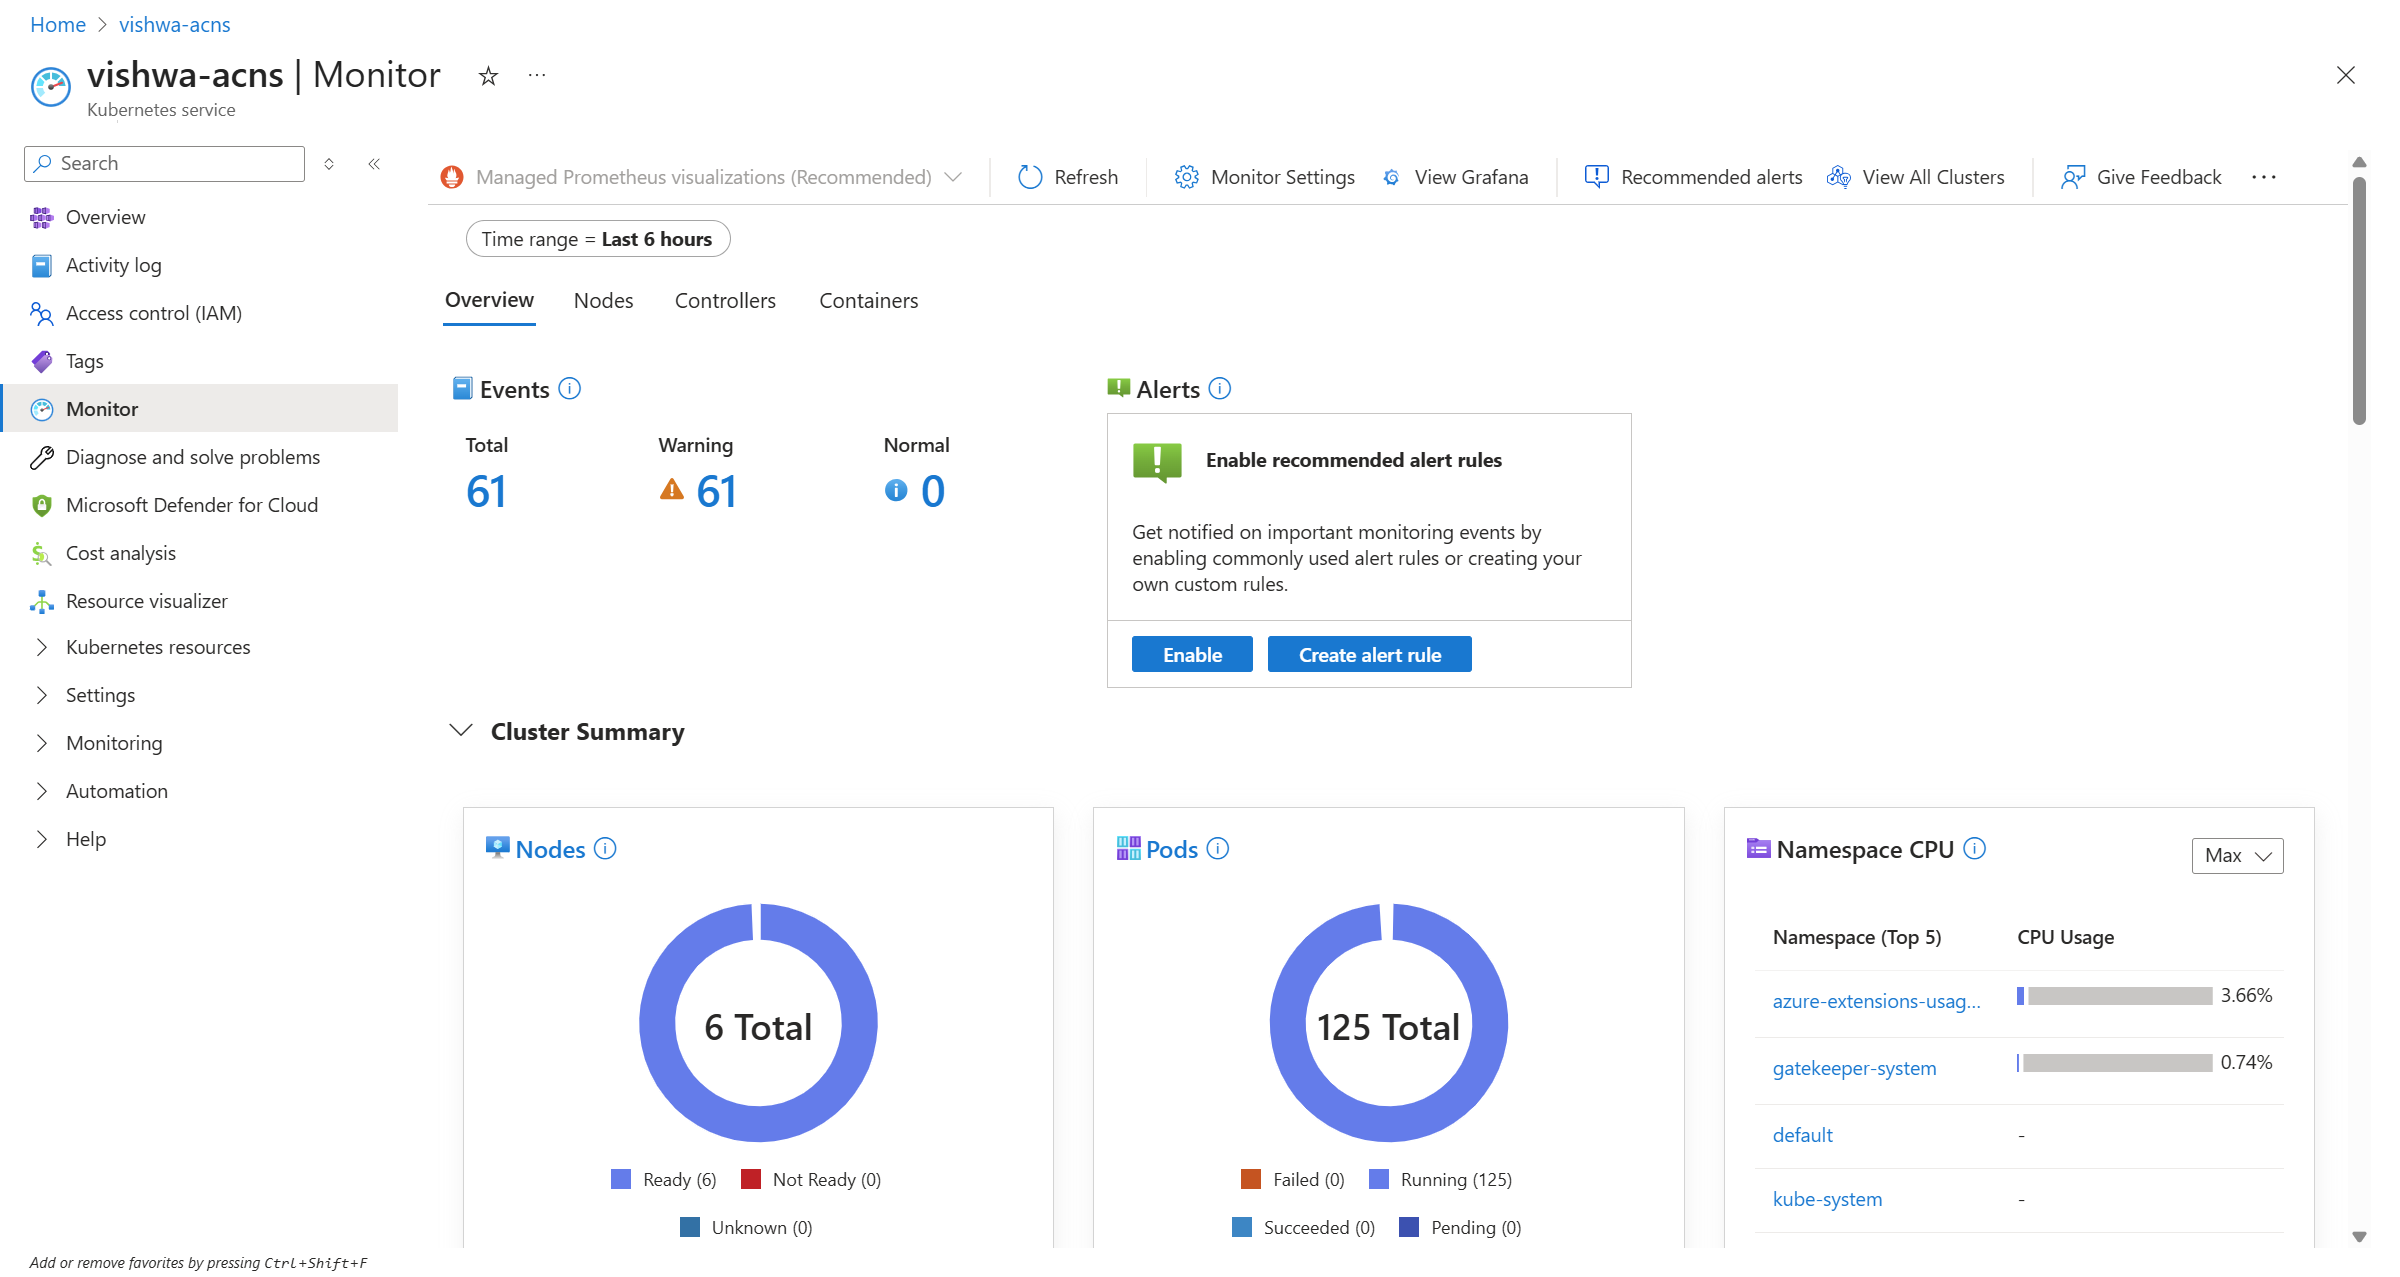 Home > vishwa-acns
vishwa-acns | Monitor
Kubernetes service
Search
Overview
Activity log
Access control (IAM)
Tags
Monitor
Diagnose and solve problems
Microsoft Defender for Cloud
Cost analysis
Resource visualizer
Kubernetes resources
Settings
Monitoring
Automation
Help
Add or remove favorites by pressing Ctrl+Shift+F
Managed Prometheus visualizations (Recommended) Refresh Monitor Settings View Grafana Recommended alerts View All Clusters Give Feedback
Time range = Last 6 hours
Overview Nodes Controllers Containers
Events
Total Warning Normal
61 61 0
Alerts
Enable recommended alert rules
Get notified on important monitoring events by
enabling commonly used alert rules or creating your
own custom rules.
Enable Create alert rule
Cluster Summary
Nodes
6 Total
Ready (6) Not Ready (0)
Unknown (0)
Pods
125 Total
Failed (0) Running (125)
Succeeded (0) Pending (0)
Namespace CPU Max
Namespace (Top 5) CPU Usage
azure-extensions-usag... 3.66%
gatekeeper-system 0.74%
default -
kube-system -